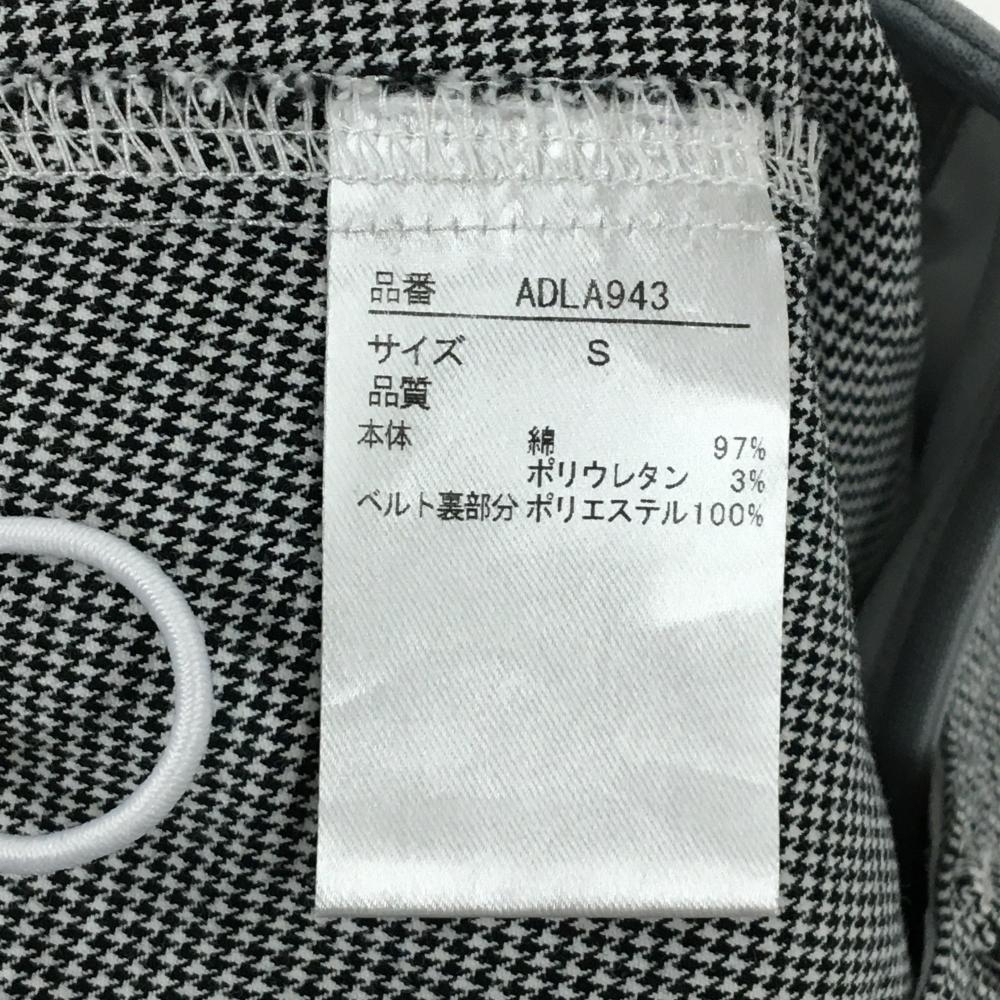 品番 ADLA943
サイズ S
品質
本体 綿 97%
ポリウレタン 3%
ベルト裏部分 ポリエステル100%